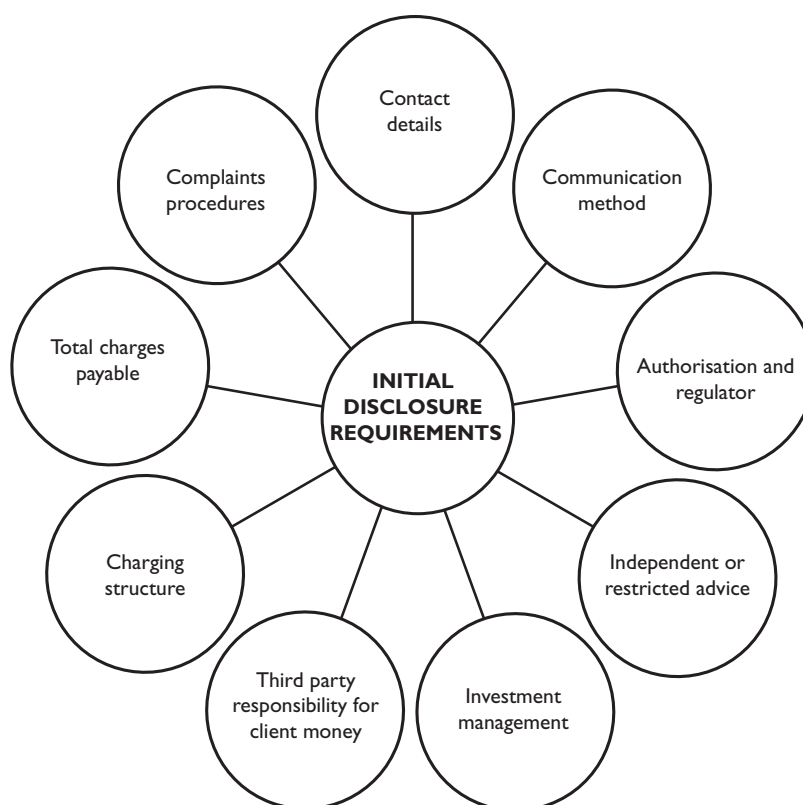 Contact
details
Communication
method
Authorisation and
regulator
Independent or
restricted advice
Investment
management
Third party
responsibility for
client money
Charging
structure
Total charges
payable
Complaints
procedures
INITIAL
DISCLOSURE
REQUIREMENTS